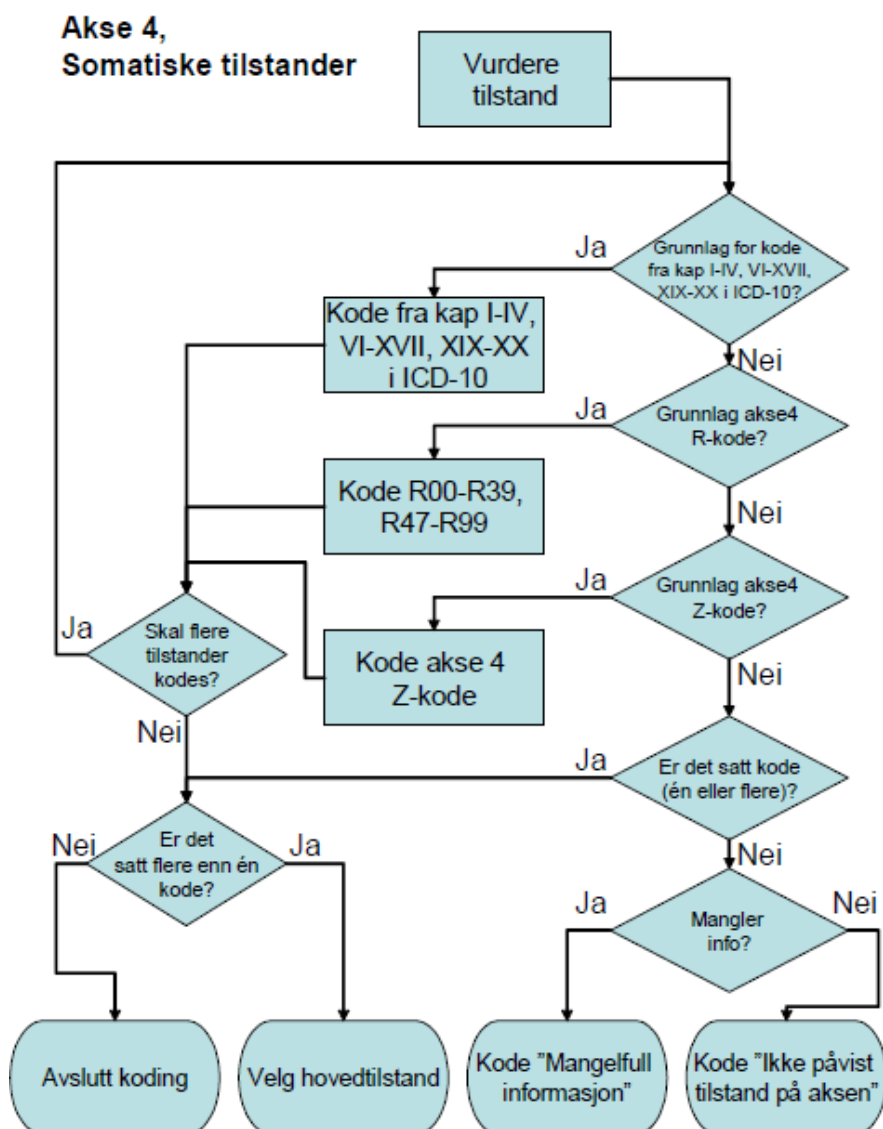 Akse 4,
Somatiske tilstander
Vurdere
tilstand
Ja
Grunnlag for kode
fra kap I-IV, VI-XVII,
XIX-XX i ICD-10?
Kode fra kap I-IV,
VI-XVII, XIX-XX
i ICD-10
Nei
Ja
Grunnlag akse4
R-kode?
Kode R00-R39,
R47-R99
Nei
Ja
Grunnlag akse4
Z-kode?
Ja
Skal flere
tilstander
kodes?
Kode akse 4
Z-kode
Nei
Nei
Ja
Er det satt kode
(én eller flere)?
Nei
Er det
satt flere enn én
kode?
Ja
Nei
Ja
Mangler
info?
Nei
Avslutt koding
Velg hovedtilstand
Kode "Mangelfull
informasjon"
Kode "Ikke påvist
tilstand på aksen"